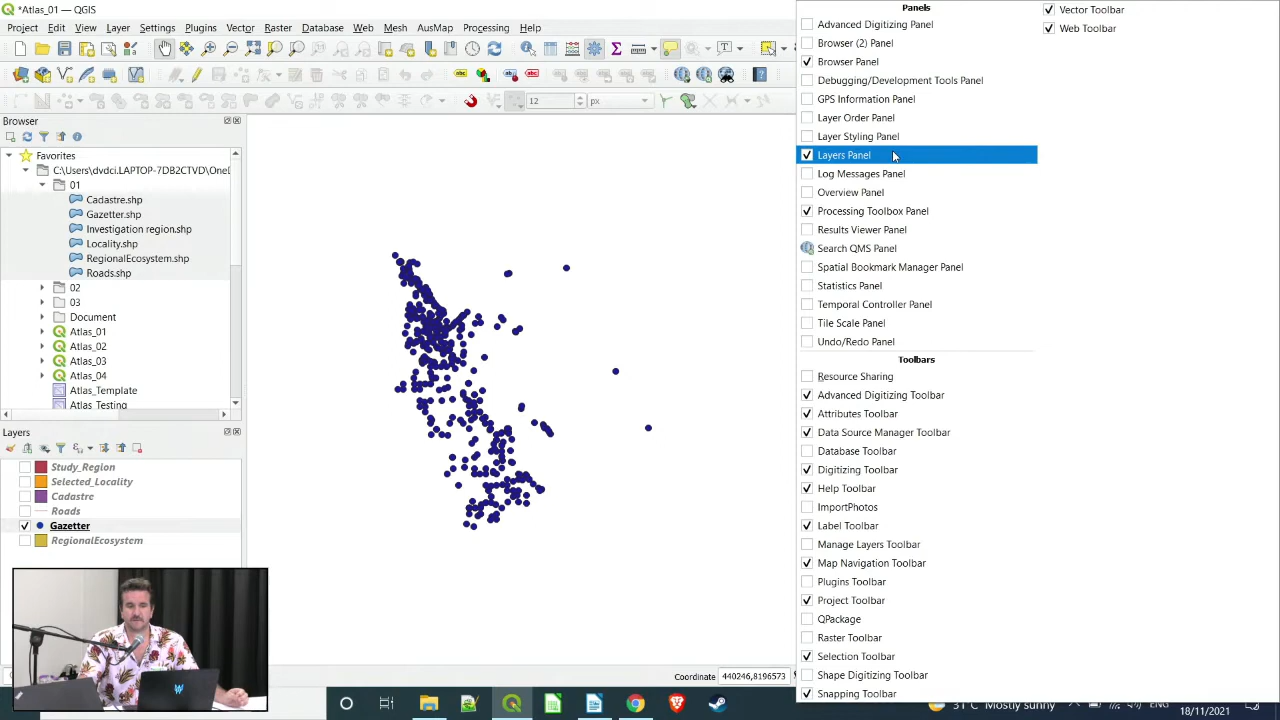 *Atlas_01 — QGIS
Project Edit View Layer Settings Plugins Vector Raster Database Web Mesh AusMap Processing Help
12 px
Browser
Favorites
C:\Users\dvoti.LAPTOP-7DB2CTVD\OneD
01
Cadastre.shp
Gazetter.shp
Investigation region.shp
Locality.shp
RegionalEcosystem.shp
Roads.shp
02
03
Document
Atlas_01
Atlas_02
Atlas_03
Atlas_04
Atlas_Template
Atlas Testing
Layers
Study_Region
Selected_Locality
Cadastre
Roads
Gazetter
RegionalEcosystem
Panels
Advanced Digitizing Panel
Browser (2) Panel
Browser Panel
Debugging/Development Tools Panel
GPS Information Panel
Layer Order Panel
Layer Styling Panel
Layers Panel
Log Messages Panel
Overview Panel
Processing Toolbox Panel
Results Viewer Panel
Search QMS Panel
Spatial Bookmark Manager Panel
Statistics Panel
Temporal Controller Panel
Tile Scale Panel
Undo/Redo Panel
Toolbars
Resource Sharing
Advanced Digitizing Toolbar
Attributes Toolbar
Data Source Manager Toolbar
Database Toolbar
Digitizing Toolbar
Help Toolbar
ImportPhotos
Label Toolbar
Manage Layers Toolbar
Map Navigation Toolbar
Plugins Toolbar
Project Toolbar
QPackage
Raster Toolbar
Selection Toolbar
Shape Digitizing Toolbar
Snapping Toolbar
Vector Toolbar
Web Toolbar
Coordinate 440246,8196573
31°C Mostly sunny ENG
18/11/2021